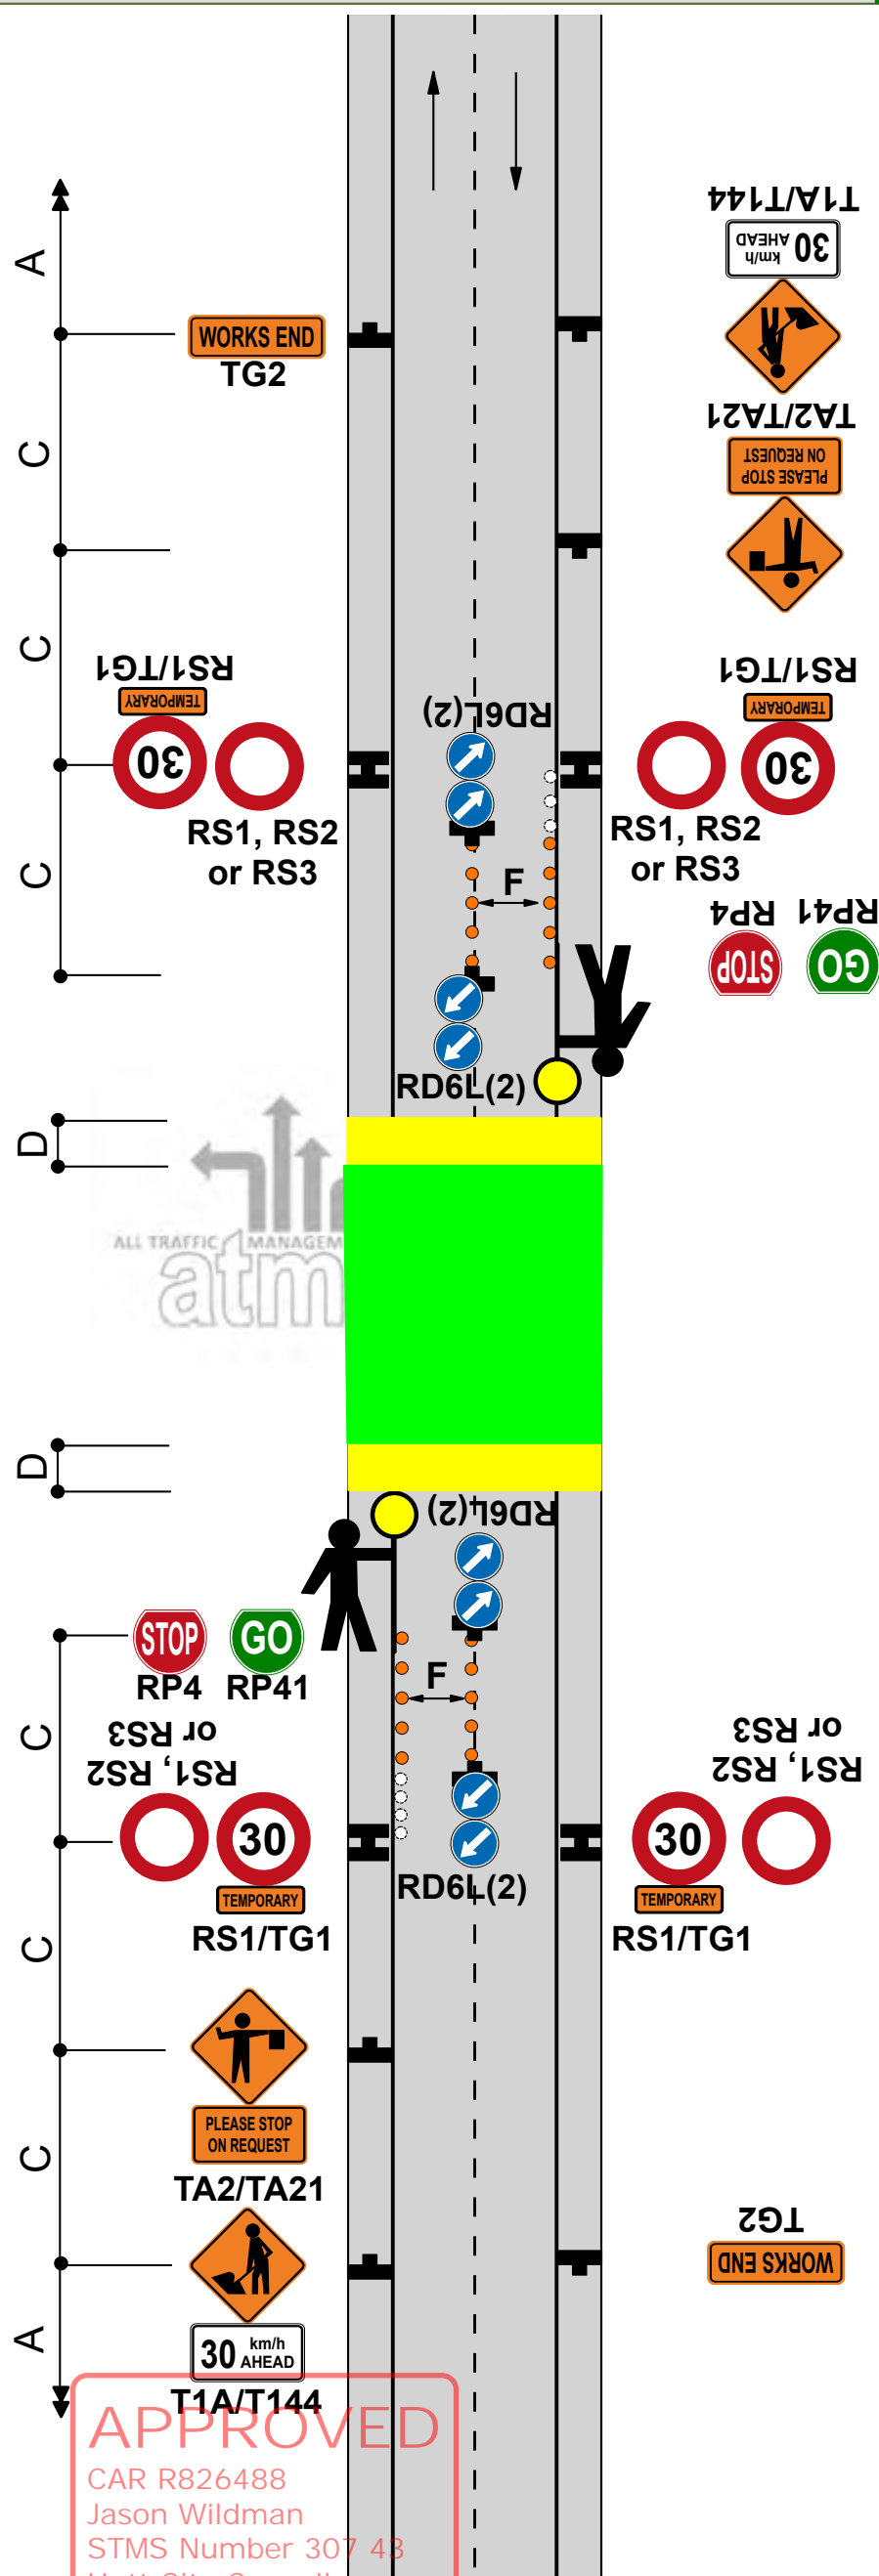 A
WORKS END
TG2
T1A/T144
30 km/h
AHEAD
C
TA2/TA21
PLEASE STOP
ON REQUEST
C
RS1/TG1
TEMPORARY
30
RS1, RS2
or RS3
RD6L(2)
RS1/TG1
TEMPORARY
30
RS1, RS2
or RS3
C
F
RP4
RP41
STOP
GO
RD6L(2)
D
ALL TRAFFIC MANAGEM
atm
D
RD6L(2)
STOP
GO
RP4
RP41
F
C
RS1, RS2
or RS3
30
TEMPORARY
RS1/TG1
RD6L(2)
RS1, RS2
or RS3
30
TEMPORARY
RS1/TG1
C
PLEASE STOP
ON REQUEST
TA2/TA21
C
TG2
WORKS END
30 km/h
AHEAD
T1A/T144
A
APPROVED
CAR R826488
Jason Wildman
STMS Number 307 43